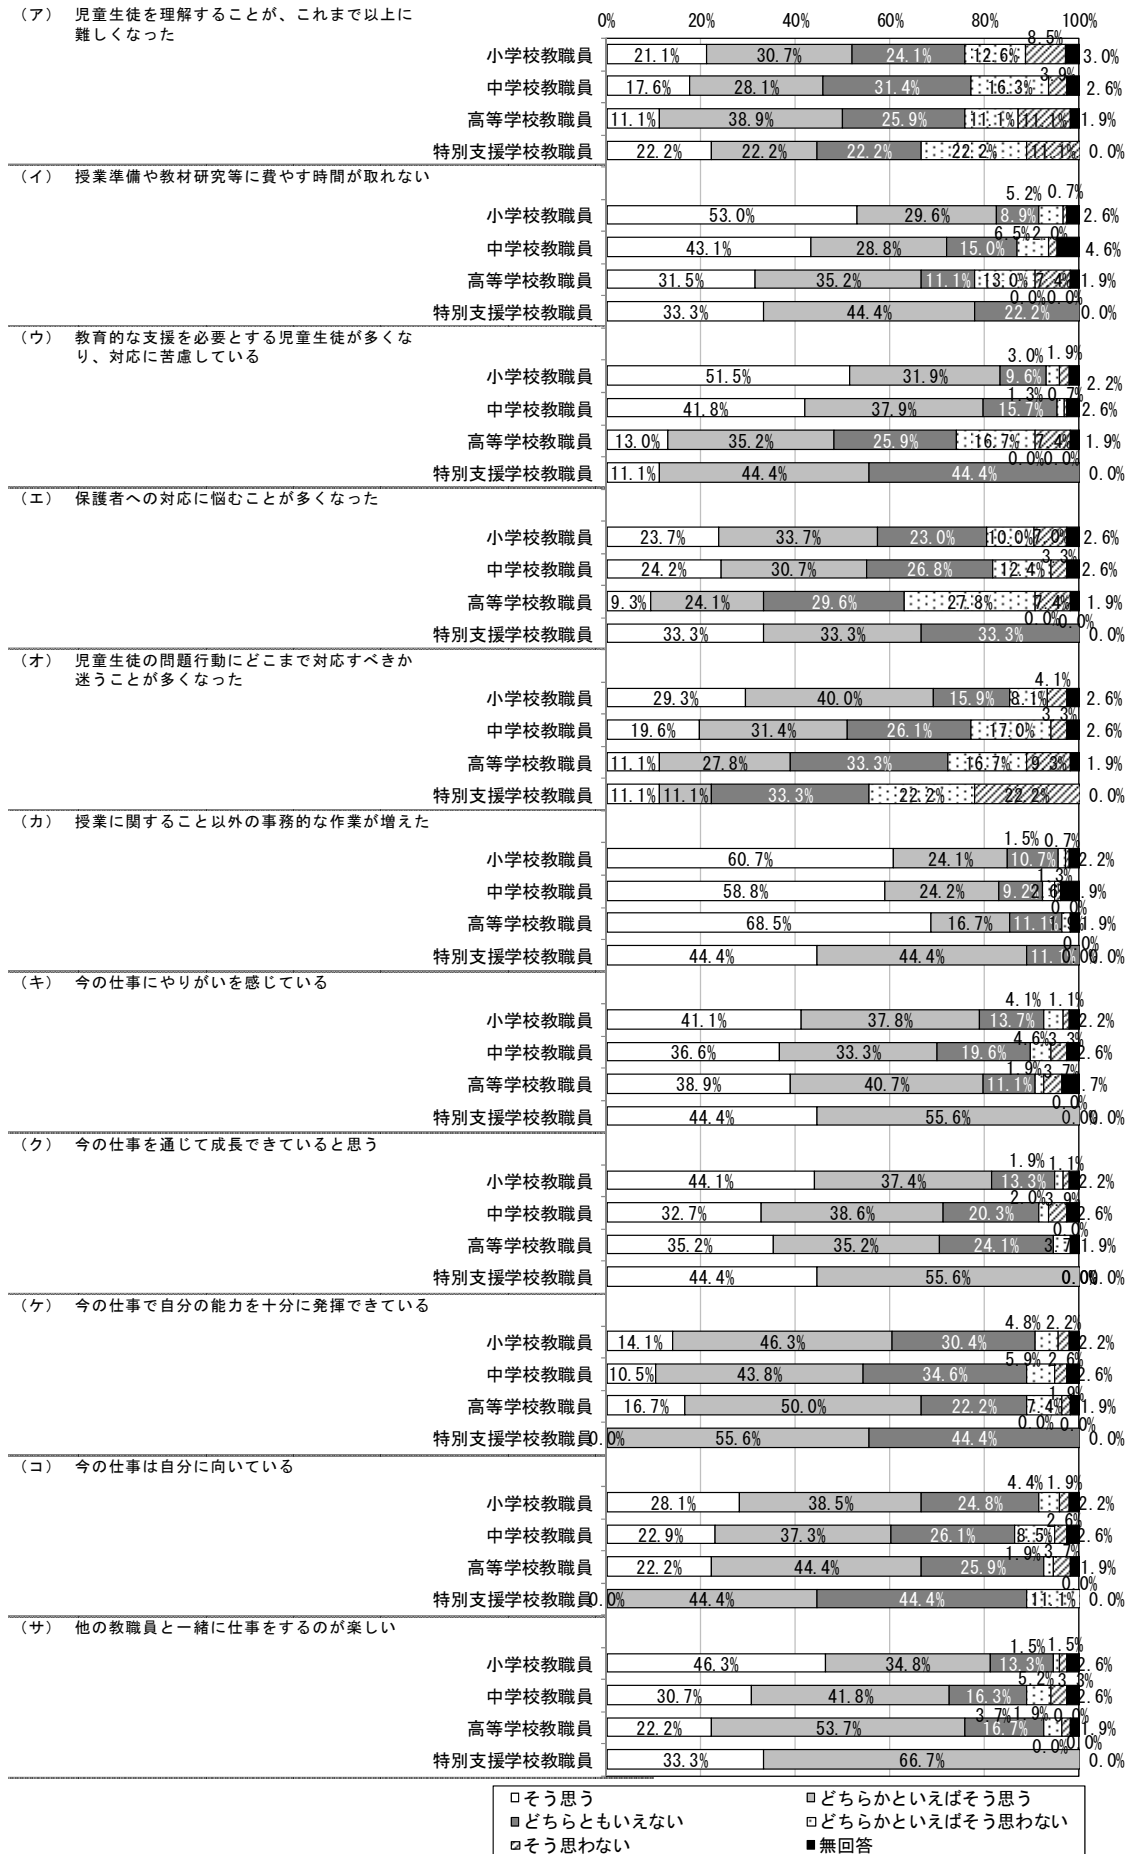 （ア） 児童生徒を理解することが、これまで以上に
難しくなった
0% 20% 40% 60% 80% 100%
8.5%
小学校教職員 21.1% 30.7% 24.1% 12.6% 3.0%
3.9%
中学校教職員 17.6% 28.1% 31.4% 16.3% 2.6%
高等学校教職員 11.1% 38.9% 25.9% 11.1% 11.1% 1.9%
特別支援学校教職員 22.2% 22.2% 22.2% 22.2% 11.1% 0.0%
（イ） 授業準備や教材研究等に費やす時間が取れない
5.2% 0.7%
小学校教職員 53.0% 29.6% 8.9% 2.6%
6.5% 2.0%
中学校教職員 43.1% 28.8% 15.0% 4.6%
高等学校教職員 31.5% 35.2% 11.1% 13.0% 7.4% 1.9%
0.0% 0.0%
特別支援学校教職員 33.3% 44.4% 22.2% 0.0%
（ウ） 教育的な支援を必要とする児童生徒が多くな
り、対応に苦慮している
3.0% 1.9%
小学校教職員 51.5% 31.9% 9.6% 2.2%
1.3% 0.7%
中学校教職員 41.8% 37.9% 15.7% 2.6%
高等学校教職員 13.0% 35.2% 25.9% 16.7% 7.4% 1.9%
0.0% 0.0%
特別支援学校教職員 11.1% 44.4% 44.4% 0.0%
（エ） 保護者への対応に悩むことが多くなった
小学校教職員 23.7% 33.7% 23.0% 10.0% 7.0% 2.6%
3.3%
中学校教職員 24.2% 30.7% 26.8% 12.4% 2.6%
高等学校教職員 9.3% 24.1% 29.6% 27.8% 7.4% 1.9%
0.0% 0.0%
特別支援学校教職員 33.3% 33.3% 33.3% 0.0%
（オ） 児童生徒の問題行動にどこまで対応すべきか
迷うことが多くなった
4.1%
小学校教職員 29.3% 40.0% 15.9% 8.1% 2.6%
3.3%
中学校教職員 19.6% 31.4% 26.1% 17.0% 2.6%
高等学校教職員 11.1% 27.8% 33.3% 16.7% 9.3% 1.9%
特別支援学校教職員 11.1% 11.1% 33.3% 22.2% 22.2% 0.0%
（カ） 授業に関すること以外の事務的な作業が増えた
1.5% 0.7%
小学校教職員 60.7% 24.1% 10.7% 2.2%
1.3%
中学校教職員 58.8% 24.2% 9.2% 2.6% .9%
0.0%
高等学校教職員 68.5% 16.7% 11.1% 1.9% 1.9%
0.0%
特別支援学校教職員 44.4% 44.4% 11.1% 0.0% 0.0%
（キ） 今の仕事にやりがいを感じている
4.1% 1.1%
小学校教職員 41.1% 37.8% 13.7% 2.2%
4.6% 3.3%
中学校教職員 36.6% 33.3% 19.6% 2.6%
1.9% 3.7%
高等学校教職員 38.9% 40.7% 11.1% .7%
0.0%
特別支援学校教職員 44.4% 55.6% 0.0% 0.0%
（ク） 今の仕事を通じて成長できていると思う
1.9% 1.1%
小学校教職員 44.1% 37.4% 13.3% 2.2%
2.0% 3.9%
中学校教職員 32.7% 38.6% 20.3% 2.6%
0.0%
高等学校教職員 35.2% 35.2% 24.1% 3.7% 1.9%
特別支援学校教職員 44.4% 55.6% 0.0% 0.0%
（ケ） 今の仕事で自分の能力を十分に発揮できている
4.8% 2.2%
小学校教職員 14.1% 46.3% 30.4% 2.2%
5.9% 2.6%
中学校教職員 10.5% 43.8% 34.6% 2.6%
1.9%
高等学校教職員 16.7% 50.0% 22.2% 7.4% 1.9%
0.0% 0.0%
特別支援学校教職員 0.0% 55.6% 44.4% 0.0%
（コ） 今の仕事は自分に向いている
4.4% 1.9%
小学校教職員 28.1% 38.5% 24.8% 2.2%
2.6%
中学校教職員 22.9% 37.3% 26.1% 8.5% 2.6%
1.9% 3.7%
高等学校教職員 22.2% 44.4% 25.9% 1.9%
0.0%
特別支援学校教職員 0.0% 44.4% 44.4% 11.1% 0.0%
（サ） 他の教職員と一緒に仕事をするのが楽しい
1.5% 1.5%
小学校教職員 46.3% 34.8% 13.3% 2.6%
5.2% 3.3%
中学校教職員 30.7% 41.8% 16.3% 2.6%
3.7% 1.9% 0.0%
高等学校教職員 22.2% 53.7% 16.7% 1.9%
0.0% 0.0%
特別支援学校教職員 33.3% 66.7% 0.0%
そう思う どちらかといえばそう思う
どちらともいえない どちらかといえばそう思わない
そう思わない 無回答